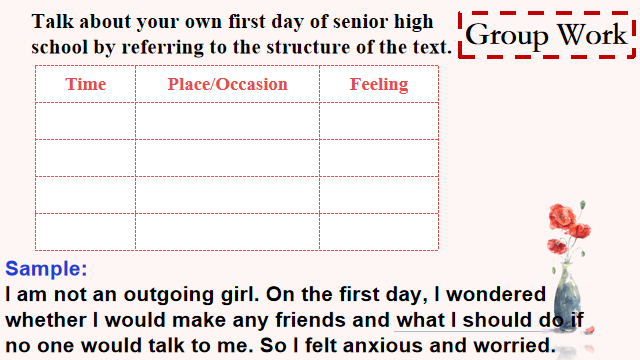 Talk about your own first day of senior high
school by referring to the structure of the text.
Group Work
Time Place/Occasion Feeling
Sample:
I am not an outgoing girl. On the first day, I wondered
whether I would make any friends and what I should do if
no one would talk to me. So I felt anxious and worried.